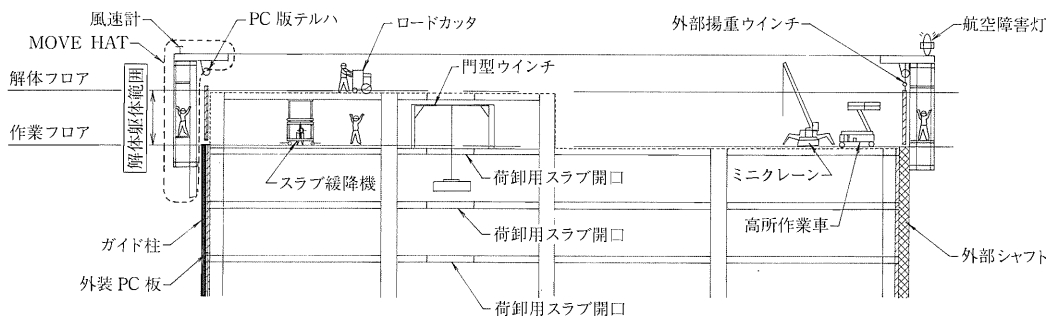 風速計
PC 版テルハ
ロードカッタ
外部揚重ウインチ
航空障害灯
MOVE HAT
門型ウインチ
解体フロア
解体躯体範囲
作業フロア
スラブ緩降機
荷卸用スラブ開口
ミニクレーン
高所作業車
荷卸用スラブ開口
ガイド柱
外部シャフト
外装 PC 板
荷卸用スラブ開口